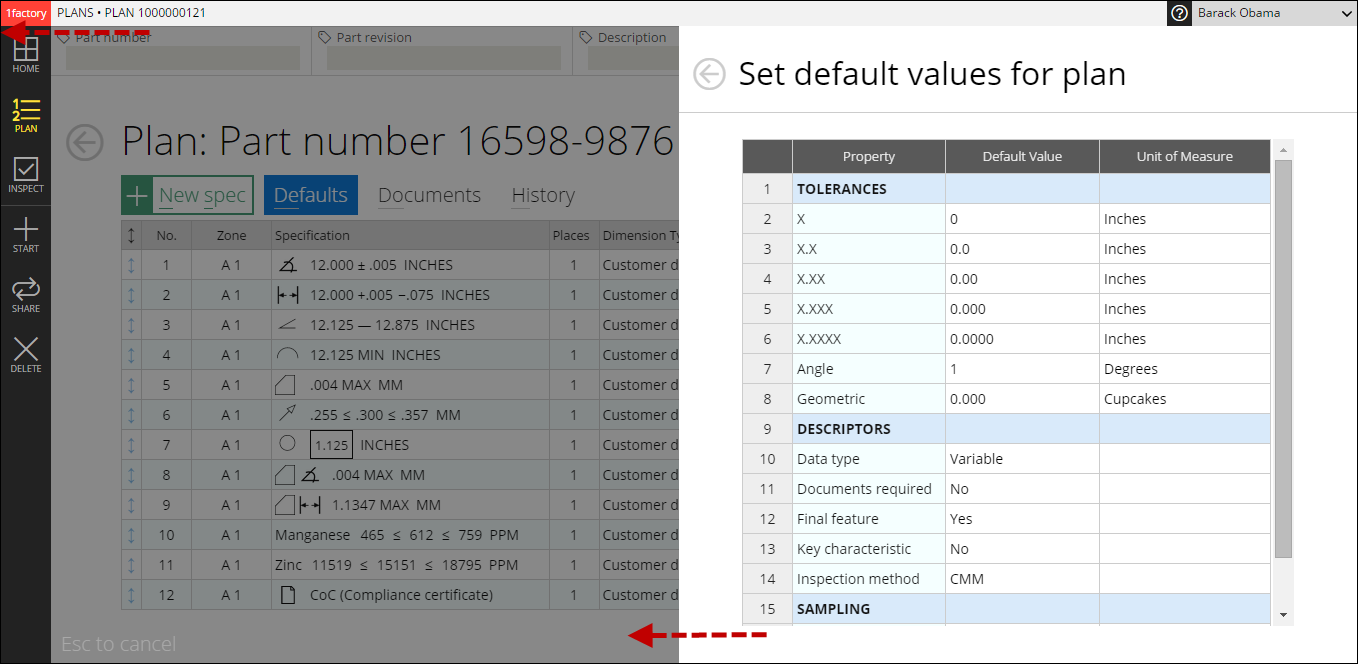 1factory PLANS • PLAN 1000000121 Barack Obama
HOME
1
2
PLAN
INSPECT
START
SHARE
DELETE
Part number Part revision Description
Plan: Part number 16598-9876
New spec Defaults Documents History
No. Zone Specification Places Dimension Ty
1 A 1 12.000 ± .005 INCHES 1 Customer d
2 A 1 12.000 +.005 −.075 INCHES 1 Customer d
3 A 1 12.125 — 12.875 INCHES 1 Customer d
4 A 1 12.125 MIN INCHES 1 Customer d
5 A 1 .004 MAX MM 1 Customer d
6 A 1 .255 ≤ .300 ≤ .357 MM 1 Customer d
7 A 1 1.125 INCHES 1 Customer d
8 A 1 .004 MAX MM 1 Customer d
9 A 1 1.1347 MAX MM 1 Customer d
10 A 1 Manganese 465 ≤ 612 ≤ 759 PPM 1 Customer d
11 A 1 Zinc 11519 ≤ 15151 ≤ 18795 PPM 1 Customer d
12 A 1 CoC (Compliance certificate) 1 Customer d
Esc to cancel
Set default values for plan
Property Default Value Unit of Measure
1 TOLERANCES
2 X 0 Inches
3 X.X 0.0 Inches
4 X.XX 0.00 Inches
5 X.XXX 0.000 Inches
6 X.XXXX 0.0000 Inches
7 Angle 1 Degrees
8 Geometric 0.000 Cupcakes
9 DESCRIPTORS
10 Data type Variable
11 Documents required No
12 Final feature Yes
13 Key characteristic No
14 Inspection method CMM
15 SAMPLING